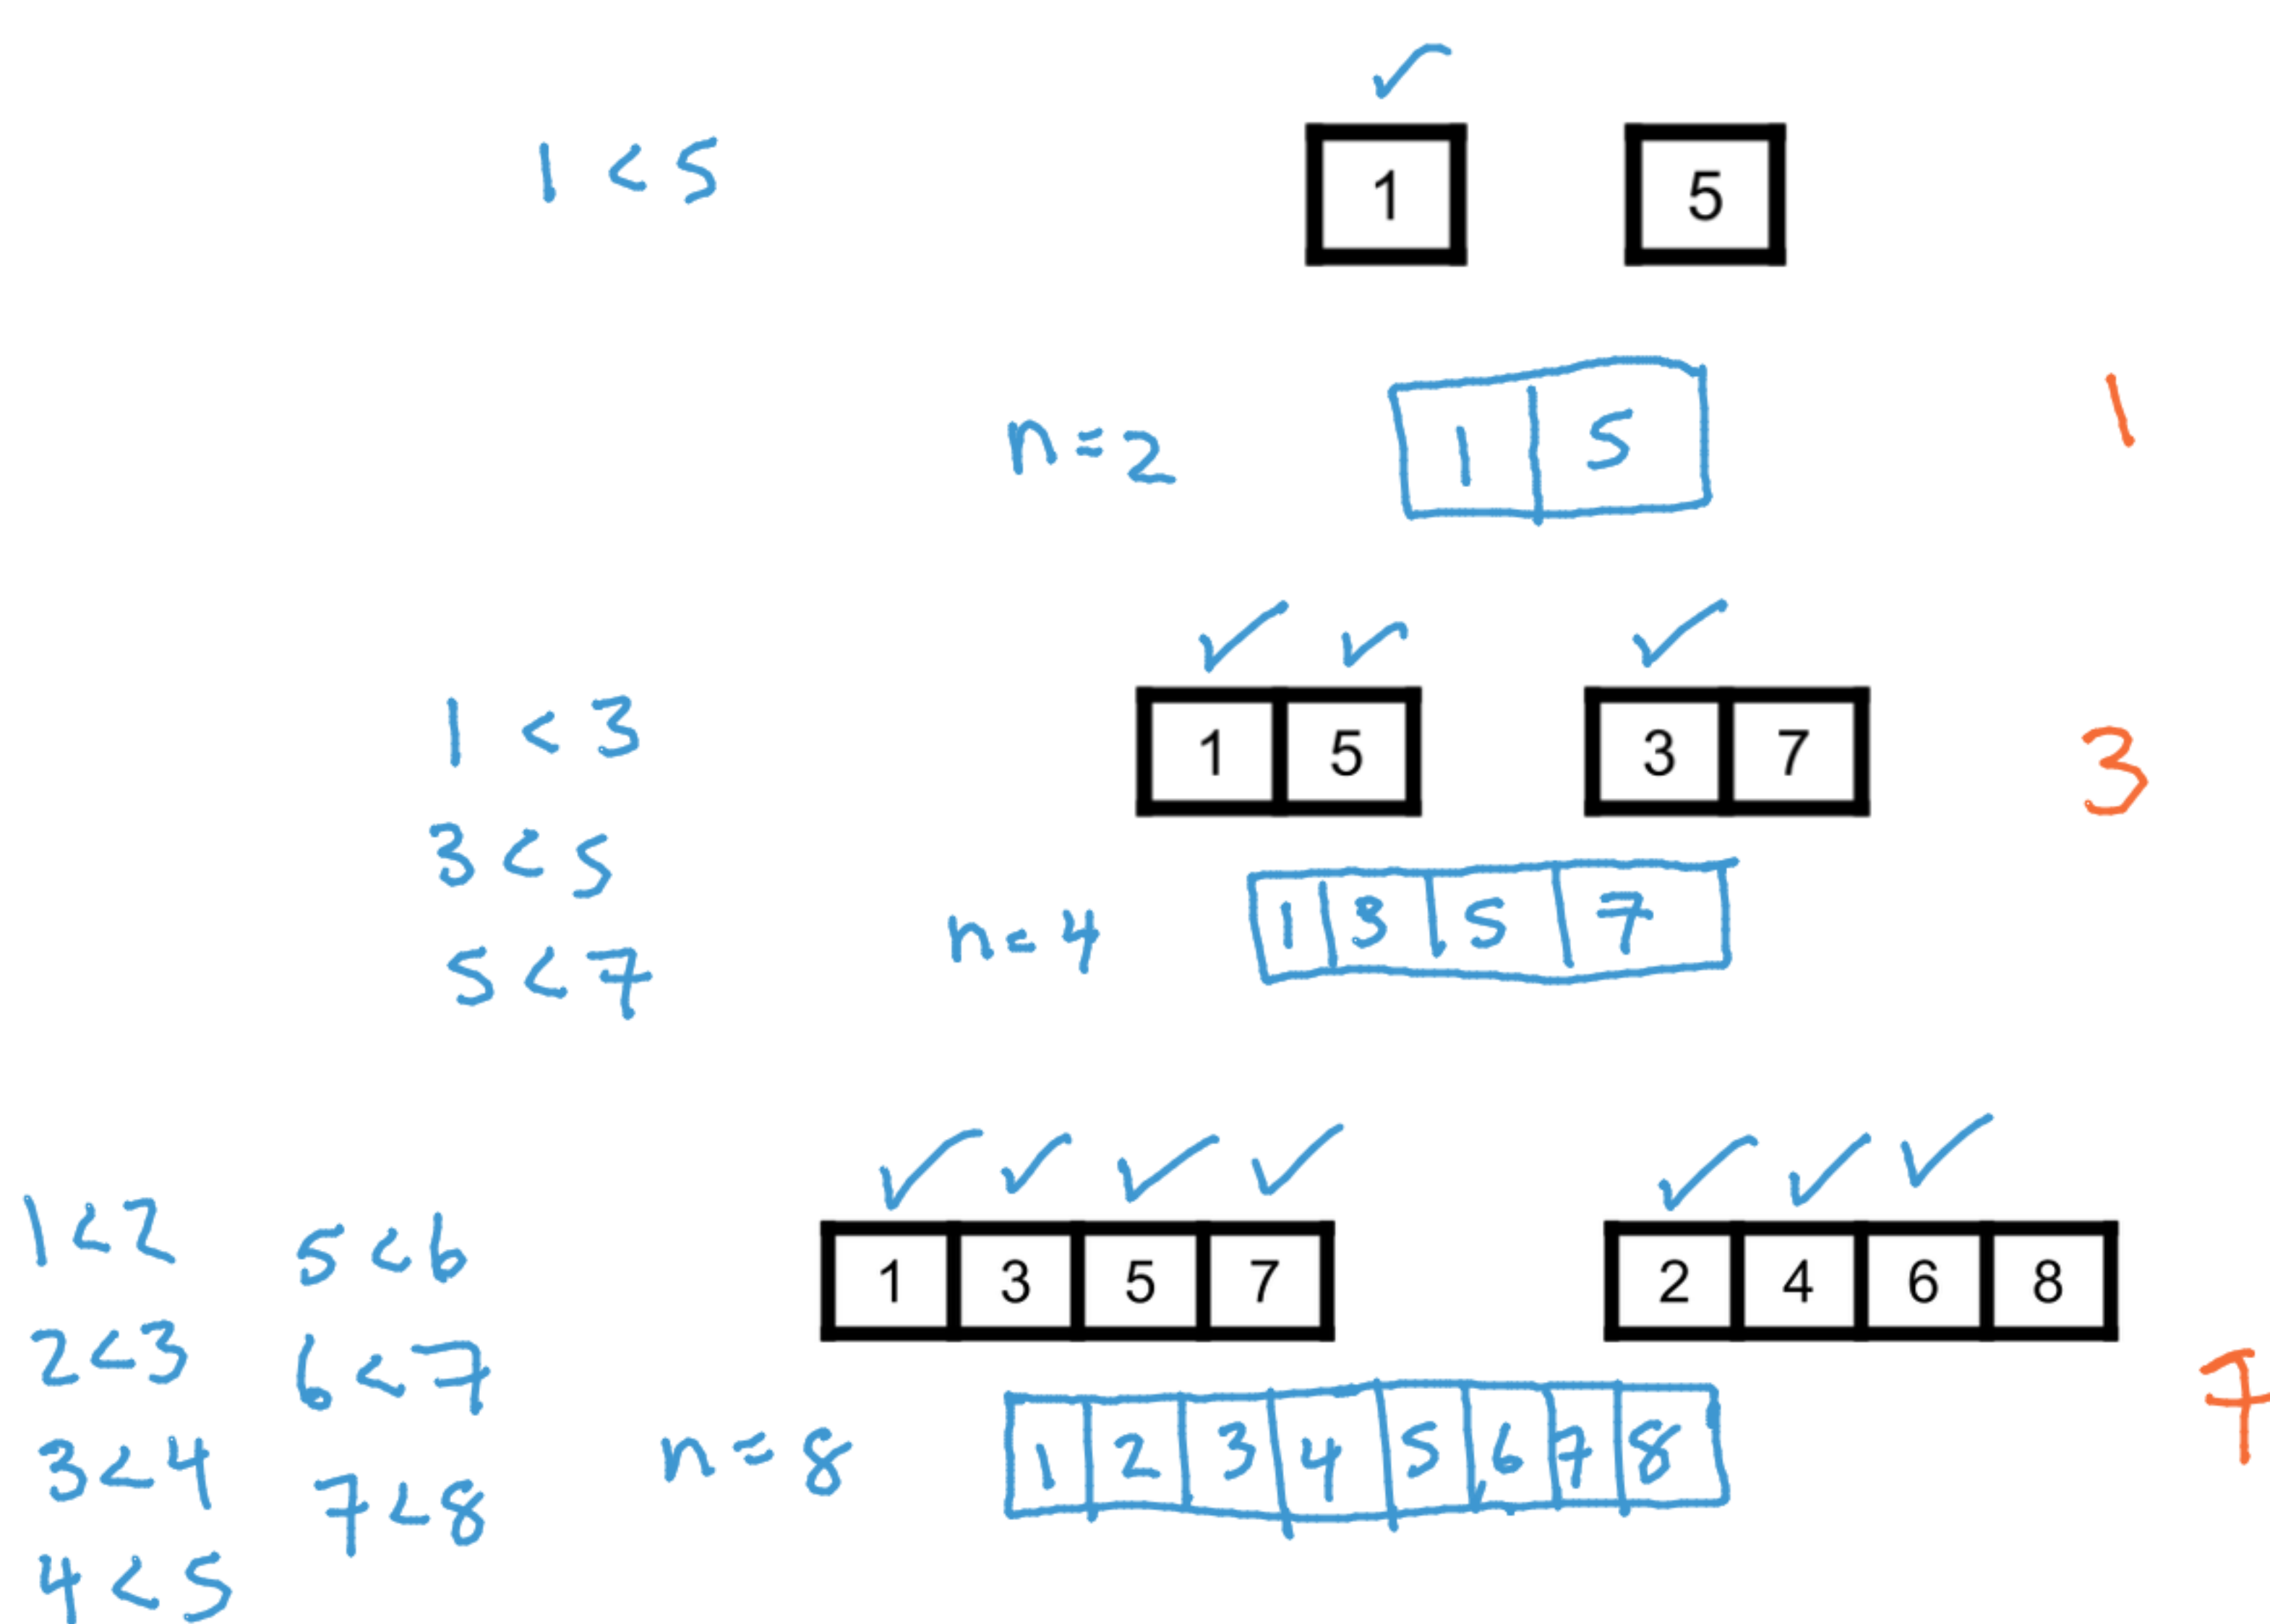 1 < 5
1 5
n = 2
1 5
1
1 < 3
3 < 5
5 < 7
1 5 3 7
3
n = 4
1 3 5 7
1 < 2
2 < 3
3 < 4
4 < 5
5 < 6
6 < 7
7 < 8
1 3 5 7 2 4 6 8
n = 8
1 2 3 4 5 6 7 8
7